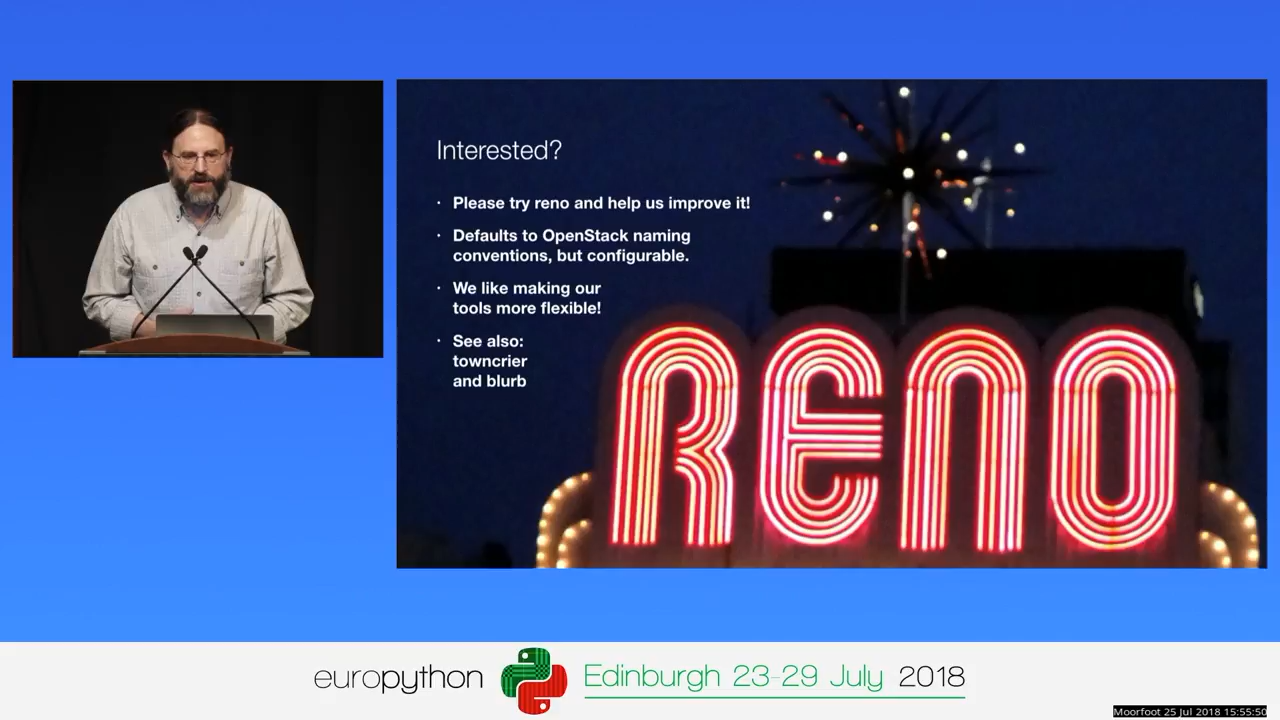 Interested?
· Please try reno and help us improve it!
· Defaults to OpenStack naming
conventions, but configurable.
· We like making our
tools more flexible!
· See also:
towncrier
and blurb
RENO
europython
Edinburgh 23-29 July 2018
Moorfoot 25 Jul 2018 15:55:50